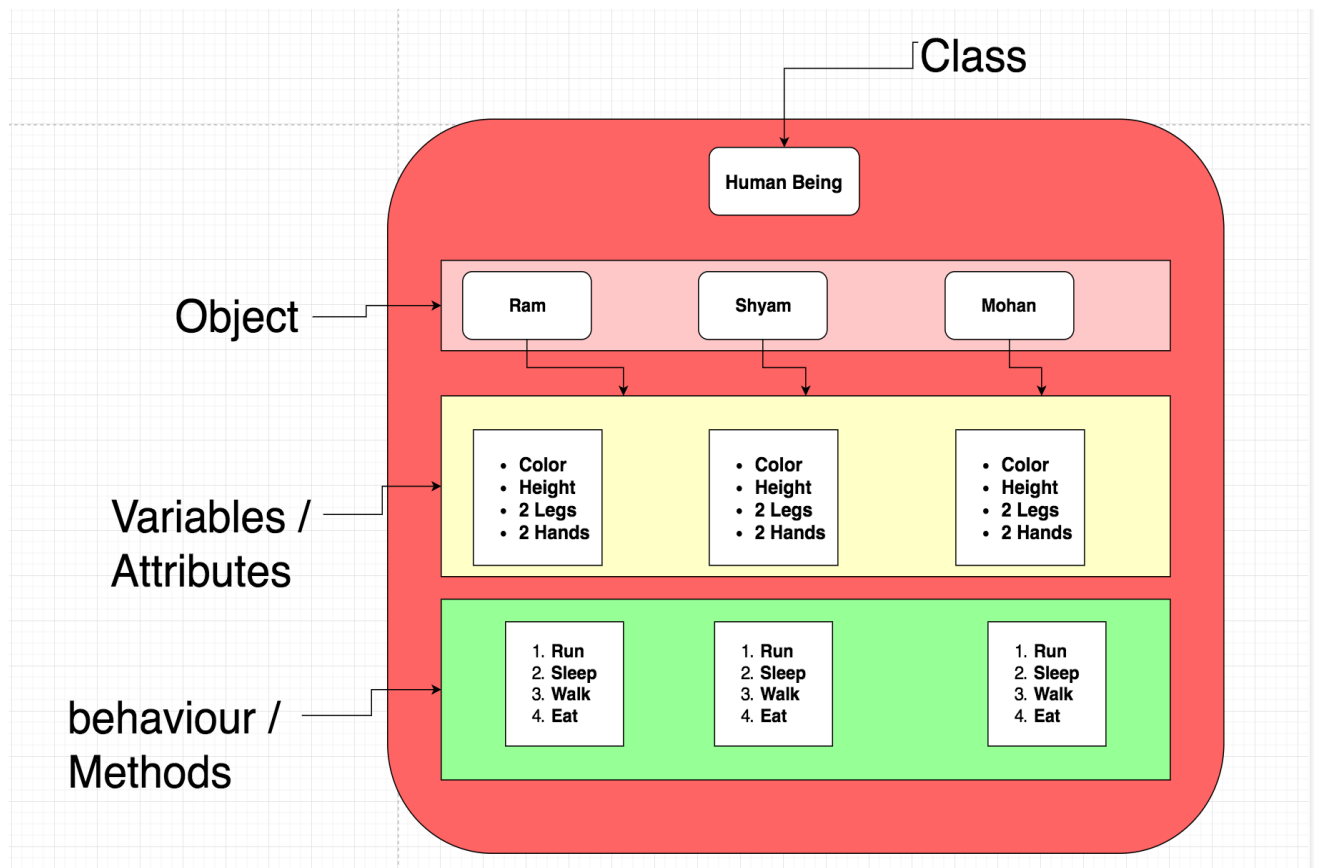 Class
Human Being
Object
Ram
Shyam
Mohan
Variables /
Attributes
• Color
• Height
• 2 Legs
• 2 Hands
• Color
• Height
• 2 Legs
• 2 Hands
• Color
• Height
• 2 Legs
• 2 Hands
behaviour /
Methods
1. Run
2. Sleep
3. Walk
4. Eat
1. Run
2. Sleep
3. Walk
4. Eat
1. Run
2. Sleep
3. Walk
4. Eat